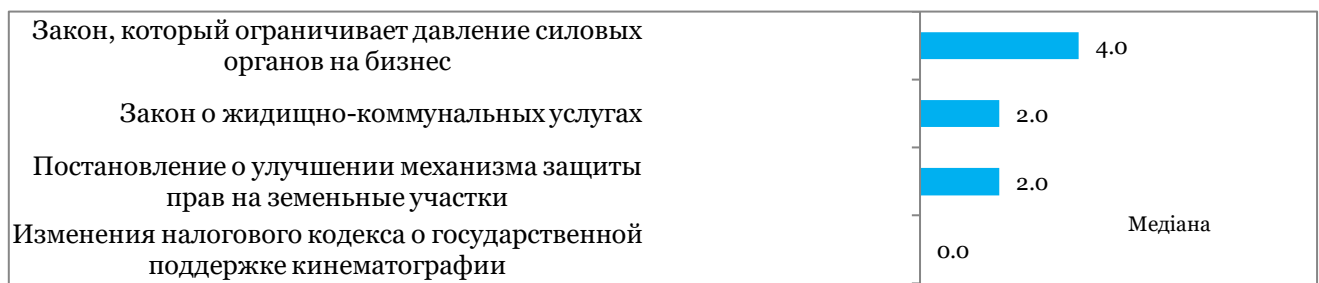 Закон, который ограничивает давление силовых
органов на бизнес
4.0
Закон о жидищно-коммунальных услугах
2.0
Постановление о улучшении механизма защиты
прав на земеньные участки
2.0
Медіана
Изменения налогового кодекса о государственной
поддержке кинематографии
0.0